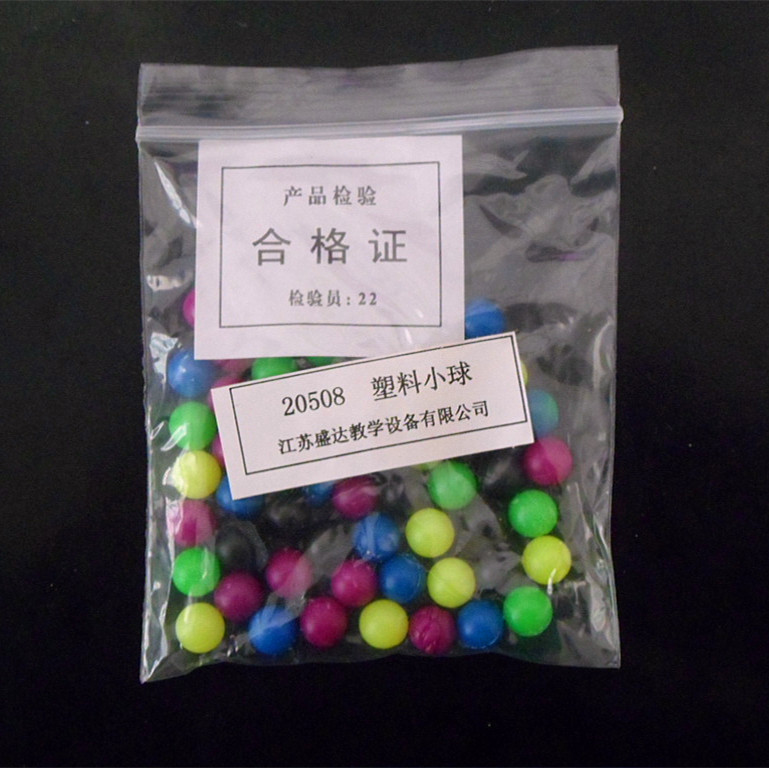 产品检验
合格证
检验员：22
20508 塑料小球
江苏盛达教学设备有限公司